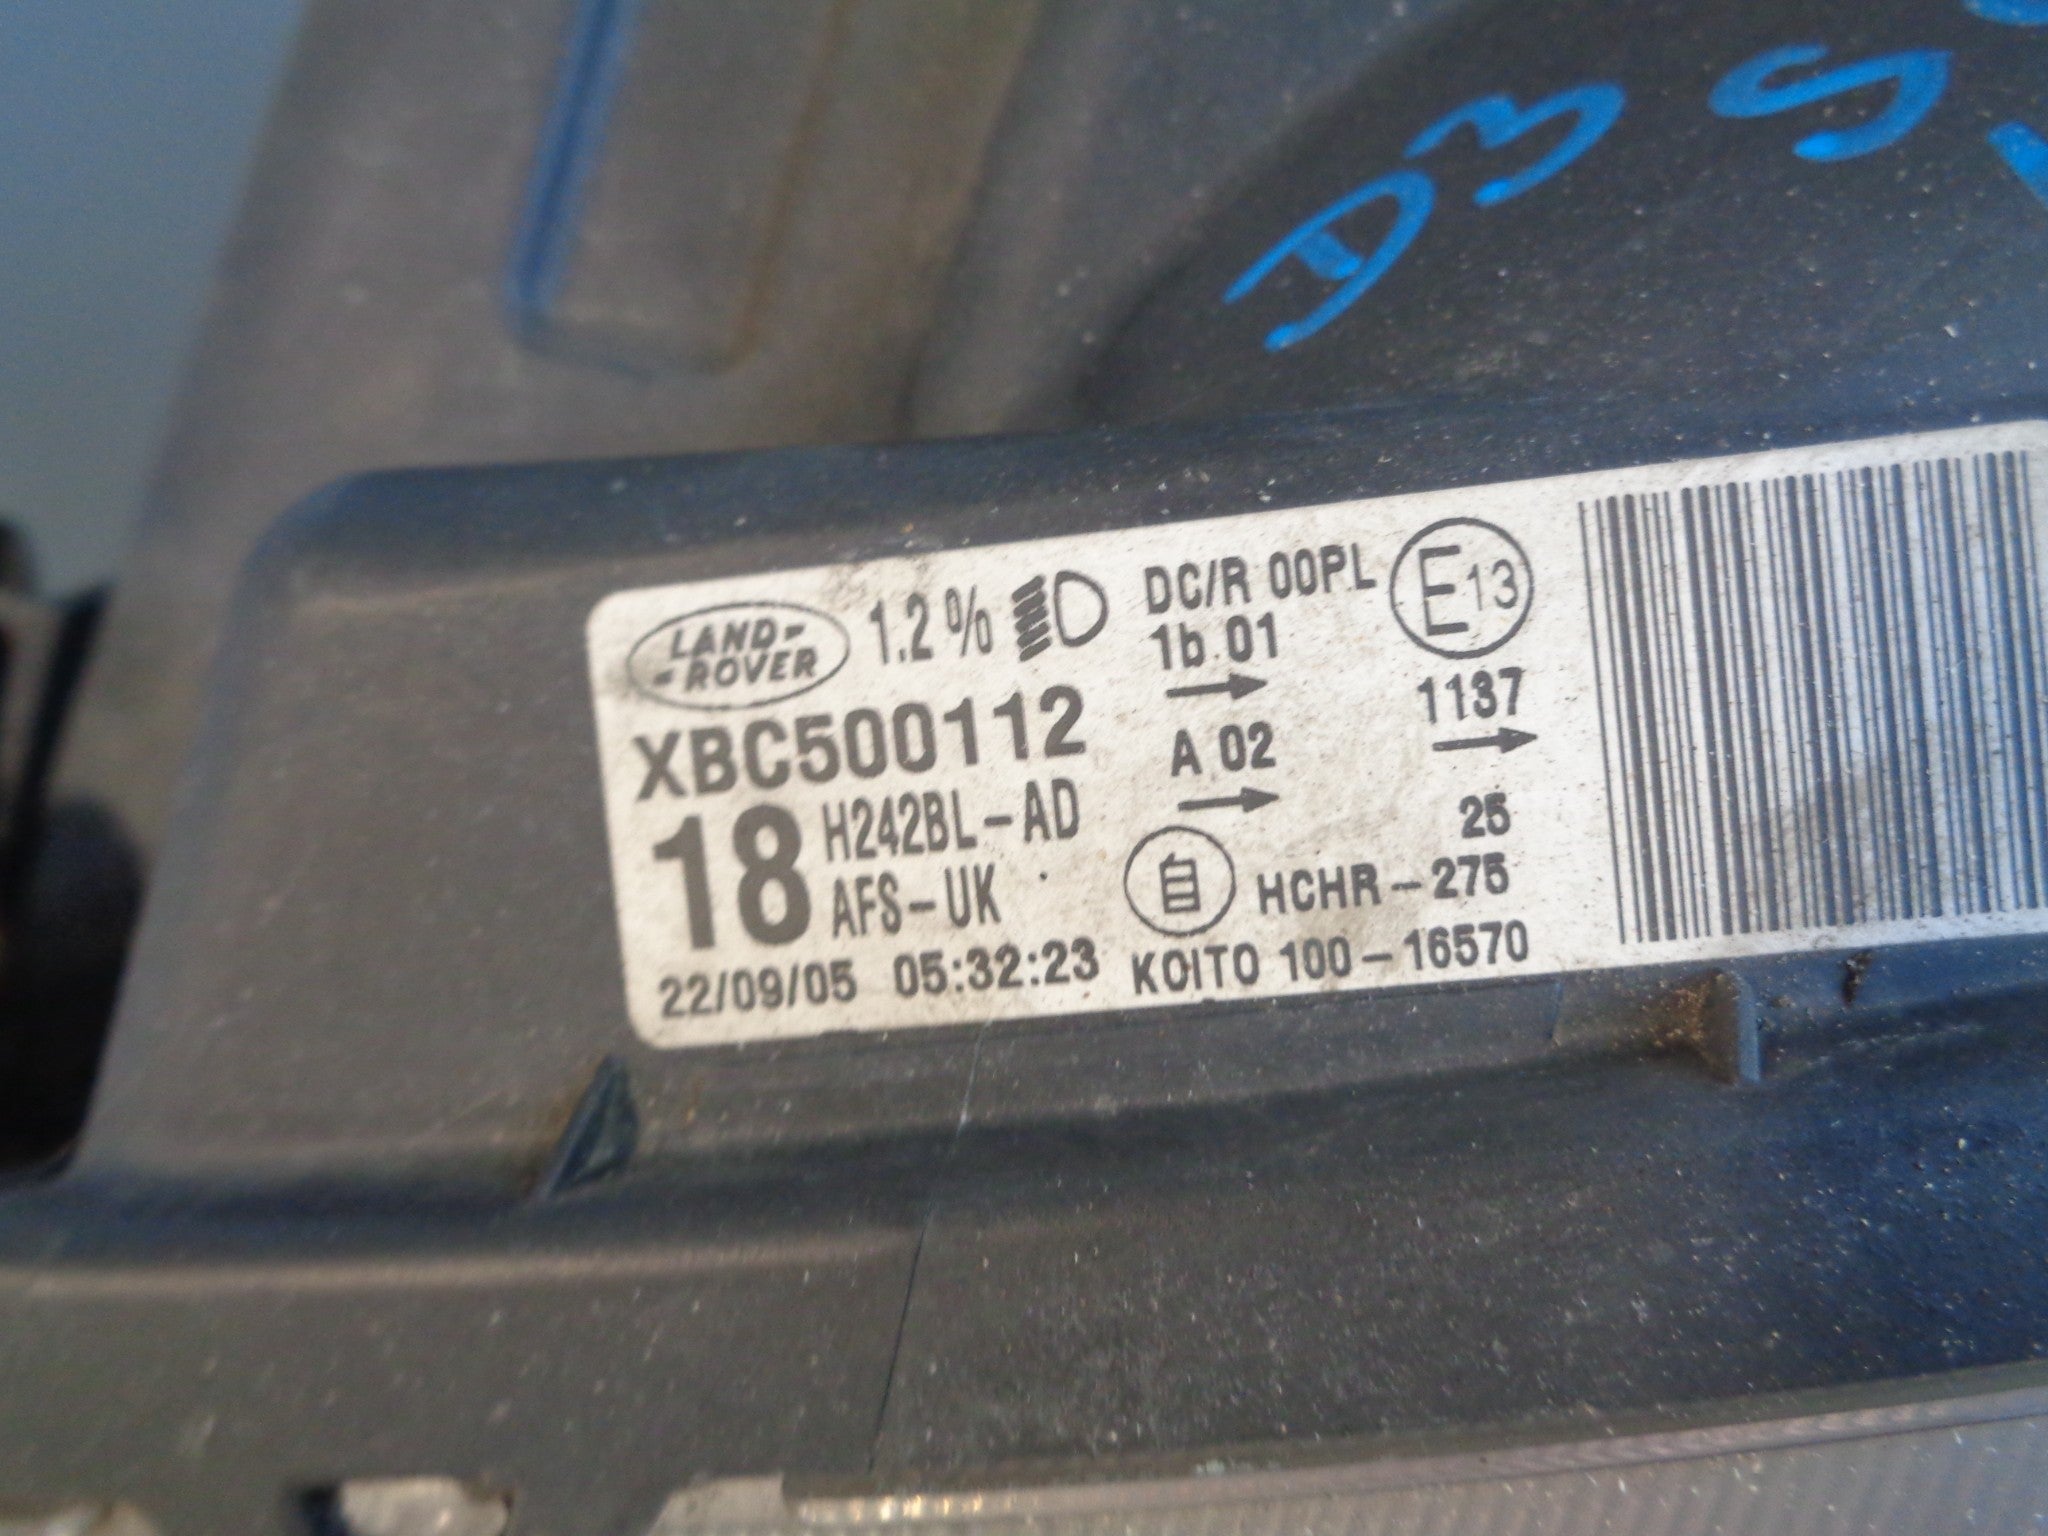 D3 S
LAND-
-ROVER
1.2%
XBC500112
18 H242BL-AD
AFS-UK
22/09/05 05:32:23
DC/R 00PL
1b 01
→
A 02
→
E13
1137
→
25
自 HCHR-275
KOITO 100-16570